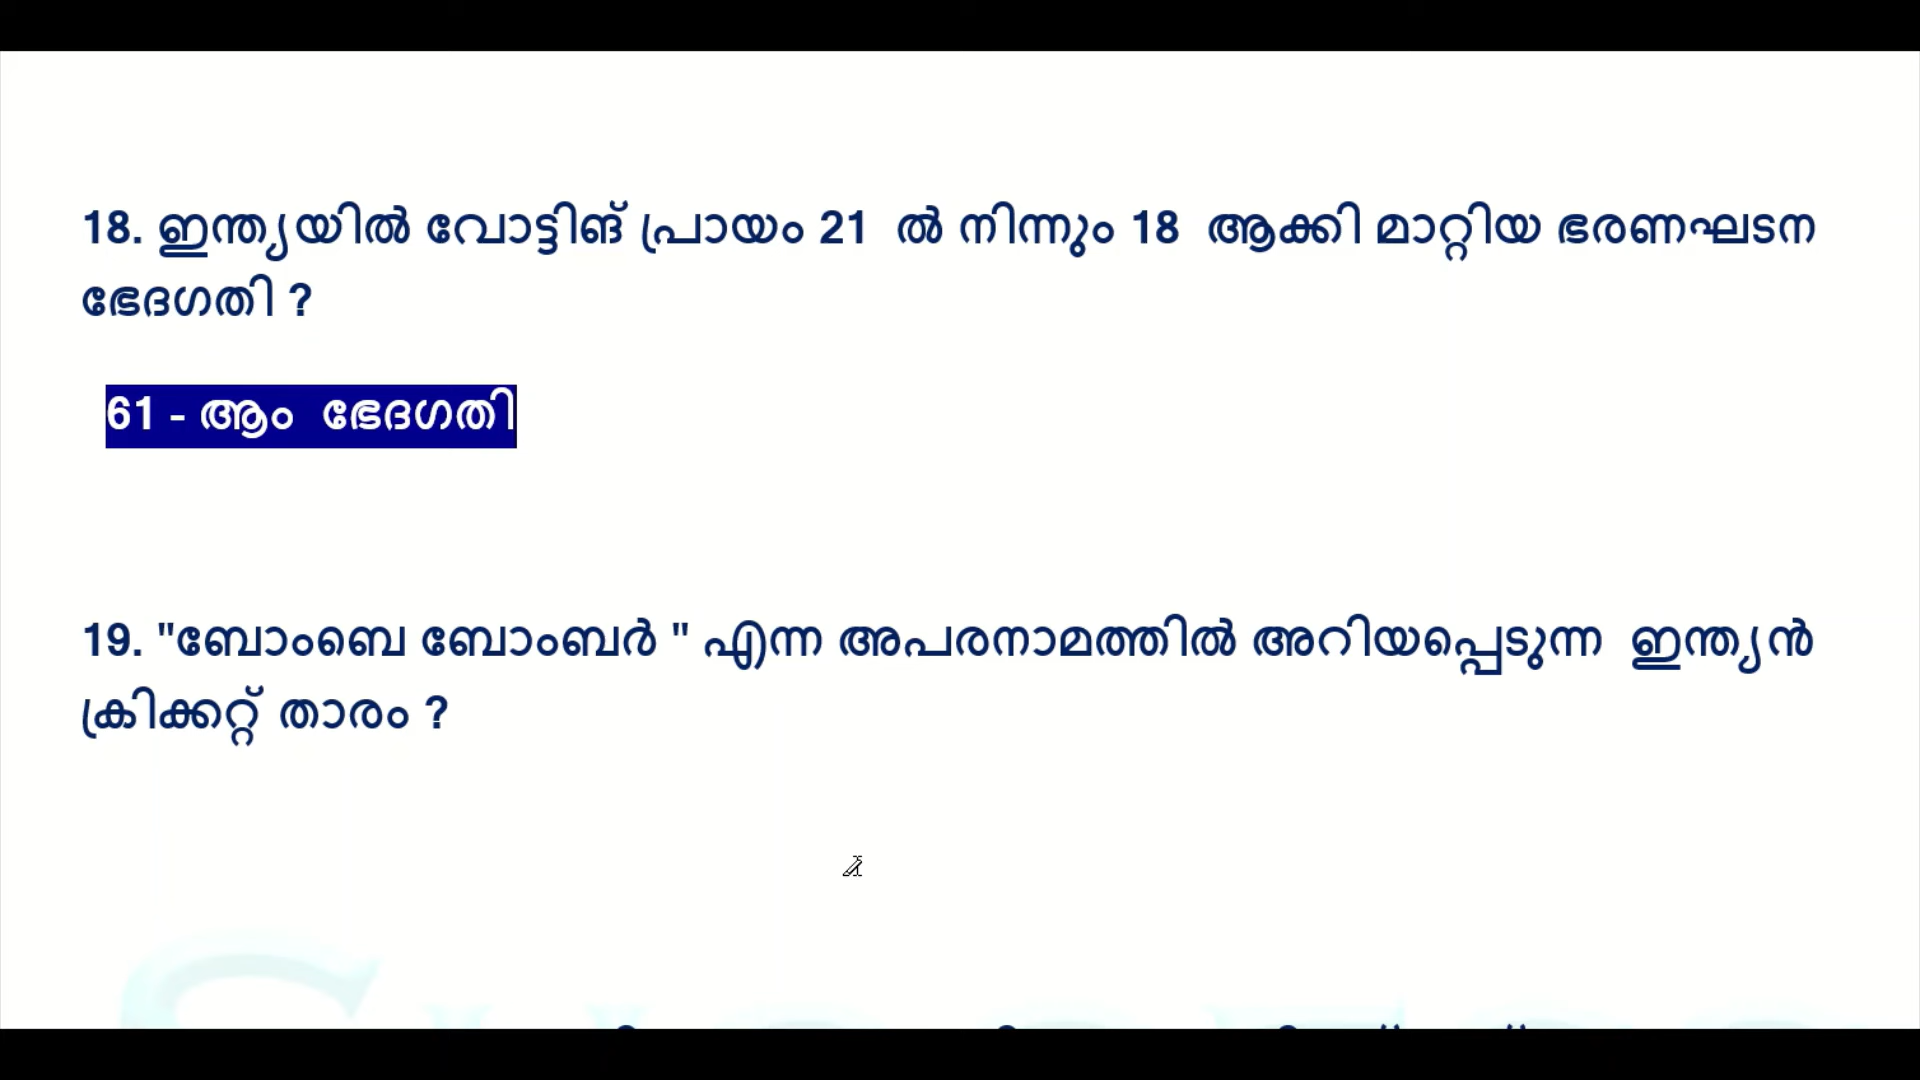 18. ഇന്ത്യയിൽ വോട്ടിങ് പ്രായം 21 ൽ നിന്നും 18 ആക്കി മാറ്റിയ ഭരണഘടന
ഭേദഗതി ?
61 - ആം ഭേദഗതി
19. "ബോംബെ ബോംബർ " എന്ന അപരനാമത്തിൽ അറിയപ്പെടുന്ന ഇന്ത്യൻ
ക്രിക്കറ്റ് താരം ?